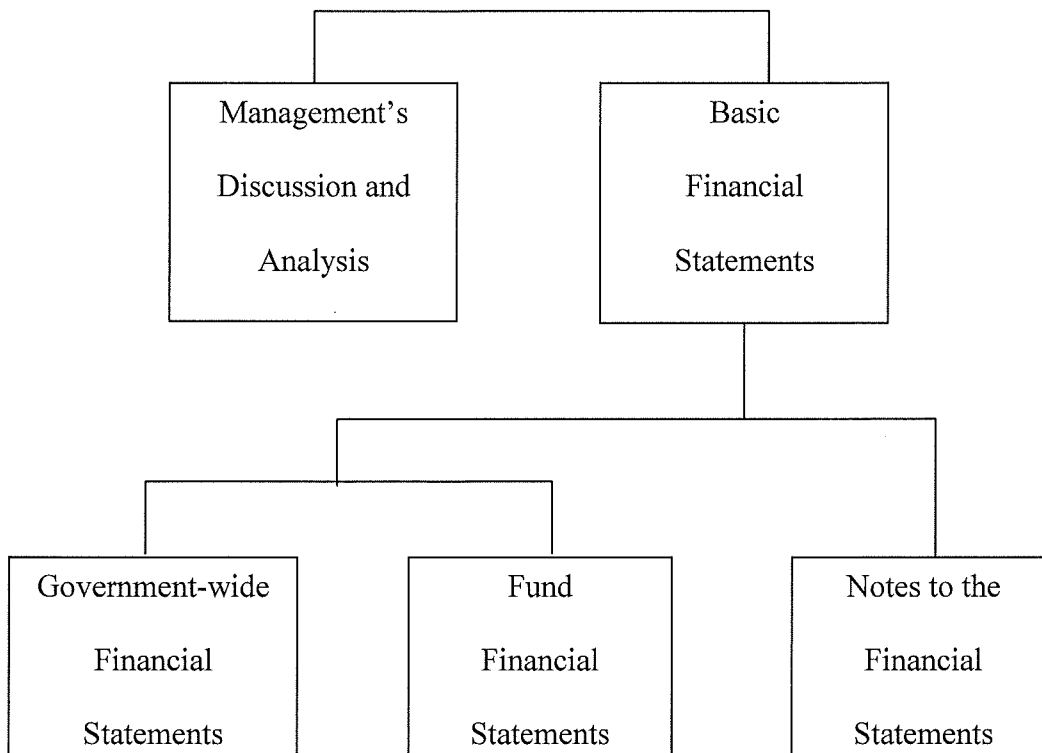 Management’s
Discussion and
Analysis
Basic
Financial
Statements
Government-wide
Financial
Statements
Fund
Financial
Statements
Notes to the
Financial
Statements